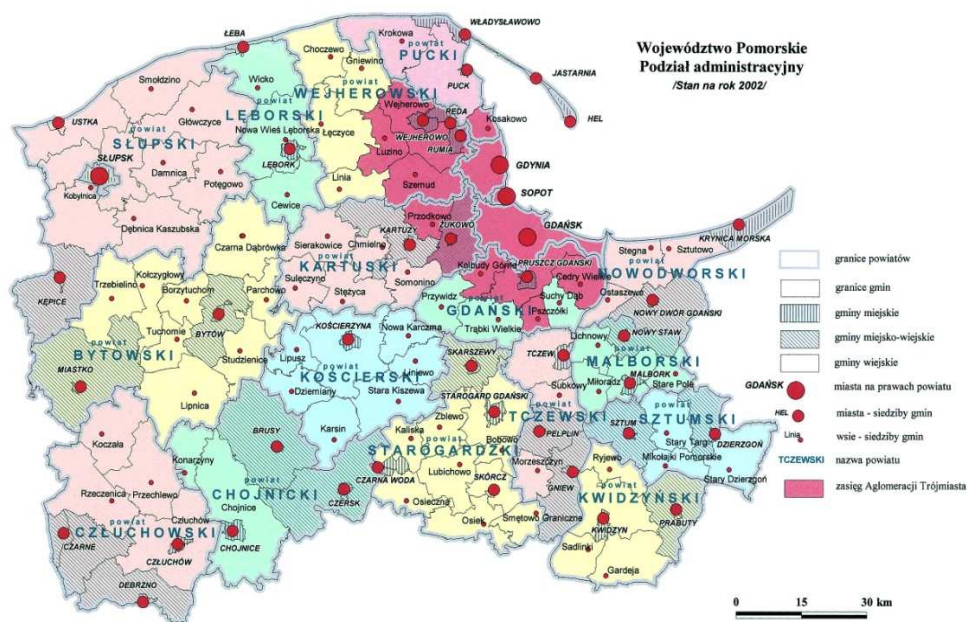 Województwo Pomorskie
Podział administracyjny
/Stan na rok 2002/
WŁADYSŁAWOWO
ŁEBA
Choczewo
Krokowa
powiat
PUCKI
Gniewino
JASTARNIA
Smołdzino
Wicko
powiat
WEJHEROWSKI
PUCK
HEL
USTKA
Główczyce
powiat
LĘBORSKI
Wejherowo
REDA
Kosakowo
powiat
SŁUPSKI
Nowa Wieś Lęborska
Łęczyce
WEJHEROWO
RUMIA
SŁUPSK
Damnica
LĘBORK
Luzino
GDYNIA
Kobylnica
Potęgowo
Linia
Szemud
SOPOT
Cewice
Dębnica Kaszubska
Przodkowo
KARTUZY
ŻUKOWO
GDAŃSK
KRYNICA MORSKA
Czarna Dąbrówka
Sierakowice
Chmielno
Stegna
Sztutowo
powiat
KARTUSKI
Kolbudy Górne
PRUSZCZ GDAŃSKI
powiat
NOWODWORSKI
Kołczygłowy
Trzebielino
Borzytuchom
Parchowo
Sulęczyno
Somonino
Cedry Wielkie
KĘPICE
Stężyca
Przywidz
powiat
GDAŃSKI
Suchy Dąb
Ostaszewo
Pszczółki
NOWY DWÓR GDAŃSKI
Trąbki Wielkie
BYTÓW
KOŚCIERZYNA
Nowa Karczma
Tuchomie
powiat
BYTOWSKI
Studzienice
Lipusz
powiat
KOŚCIERSKI
Liniewo
SKARSZEWY
TCZEW
Lichnowy
NOWY STAW
powiat
MALBORSKI
MIASTKO
Dziemiany
Stara Kiszewa
Subkowy
Miłoradz
MALBORK
Stare Pole
Lipnica
STAROGARD GDAŃSKI
powiat
TCZEWSKI
powiat
SZTUMSKI
Karsin
Zblewo
Kaliska
powiat
STAROGARDZKI
Bobowo
PELPLIN
SZTUM
DZIERZGOŃ
Koczała
BRUSY
Stary Targ
Mikołajki Pomorskie
Konarzyny
CZARNA WODA
Lubichowo
Morzeszczyn
Ryjewo
Stary Dzierzgoń
Rzeczenica
Przechlewo
powiat
CHOJNICKI
CZERSK
Osieczna
SKÓRCZ
GNIEW
powiat
KWIDZYŃSKI
Chojnice
Człuchów
powiat
CZŁUCHOWSKI
Osiek
Smętowo Graniczne
KWIDZYN
PRABUTY
CZARNE
CHOJNICE
CZŁUCHÓW
Sadlinki
DEBRZNO
Gardeja
granice powiatów
granice gmin
gminy miejskie
gminy miejsko-wiejskie
gminy wiejskie
GDAŃSK
miasta na prawach powiatu
HEL
miasta - siedziby gmin
Linia
wsie - siedziby gmin
TCZEWSKI
nazwa powiatu
zasięg Aglomeracji Trójmiasta
0 15 30 km